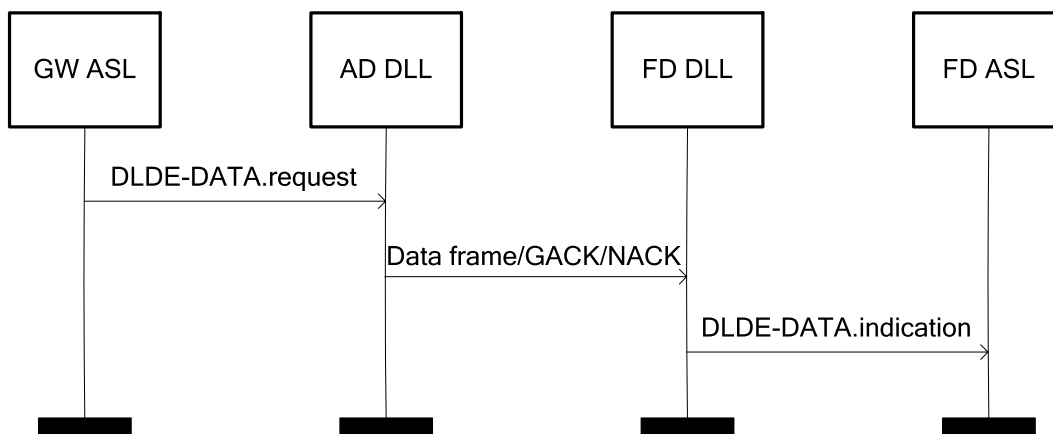 GW ASL
AD DLL
FD DLL
FD ASL
DLDE-DATA.request
Data frame/GACK/NACK
DLDE-DATA.indication